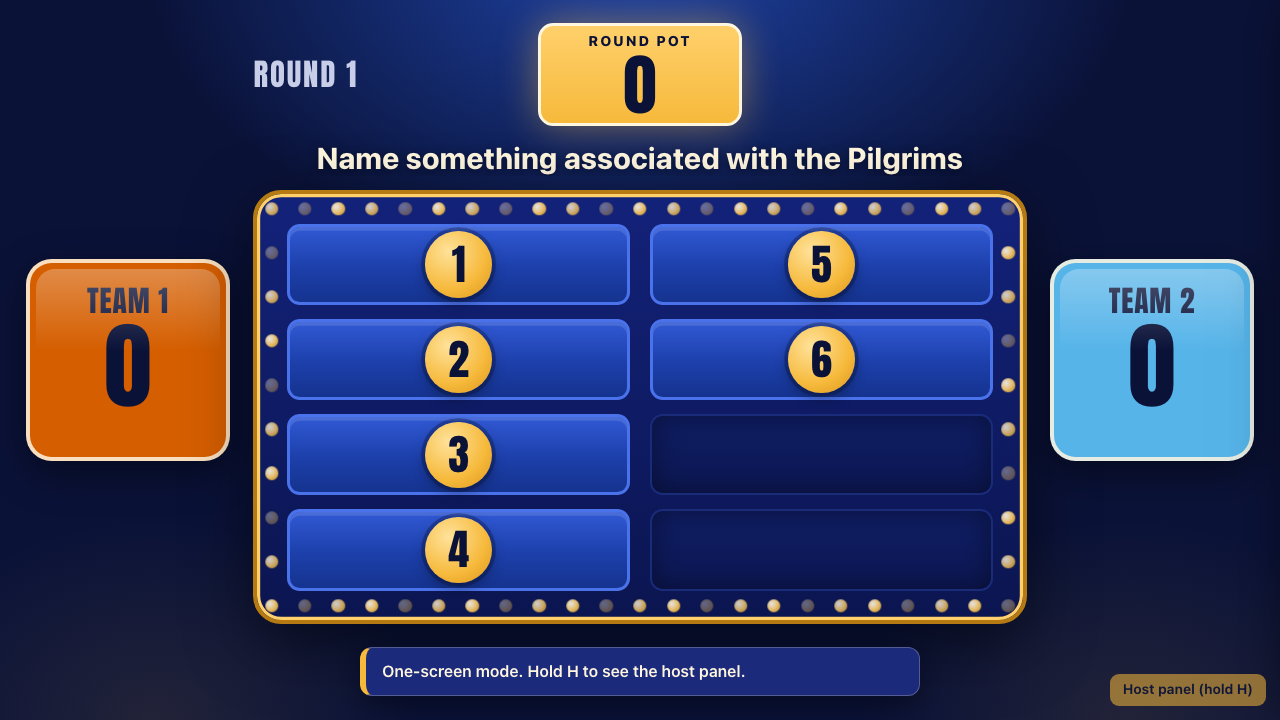 ROUND 1
ROUND POT
0
Name something associated with the Pilgrims
TEAM 1
0
1
2
3
4
5
6
TEAM 2
0
One-screen mode. Hold H to see the host panel.
Host panel (hold H)